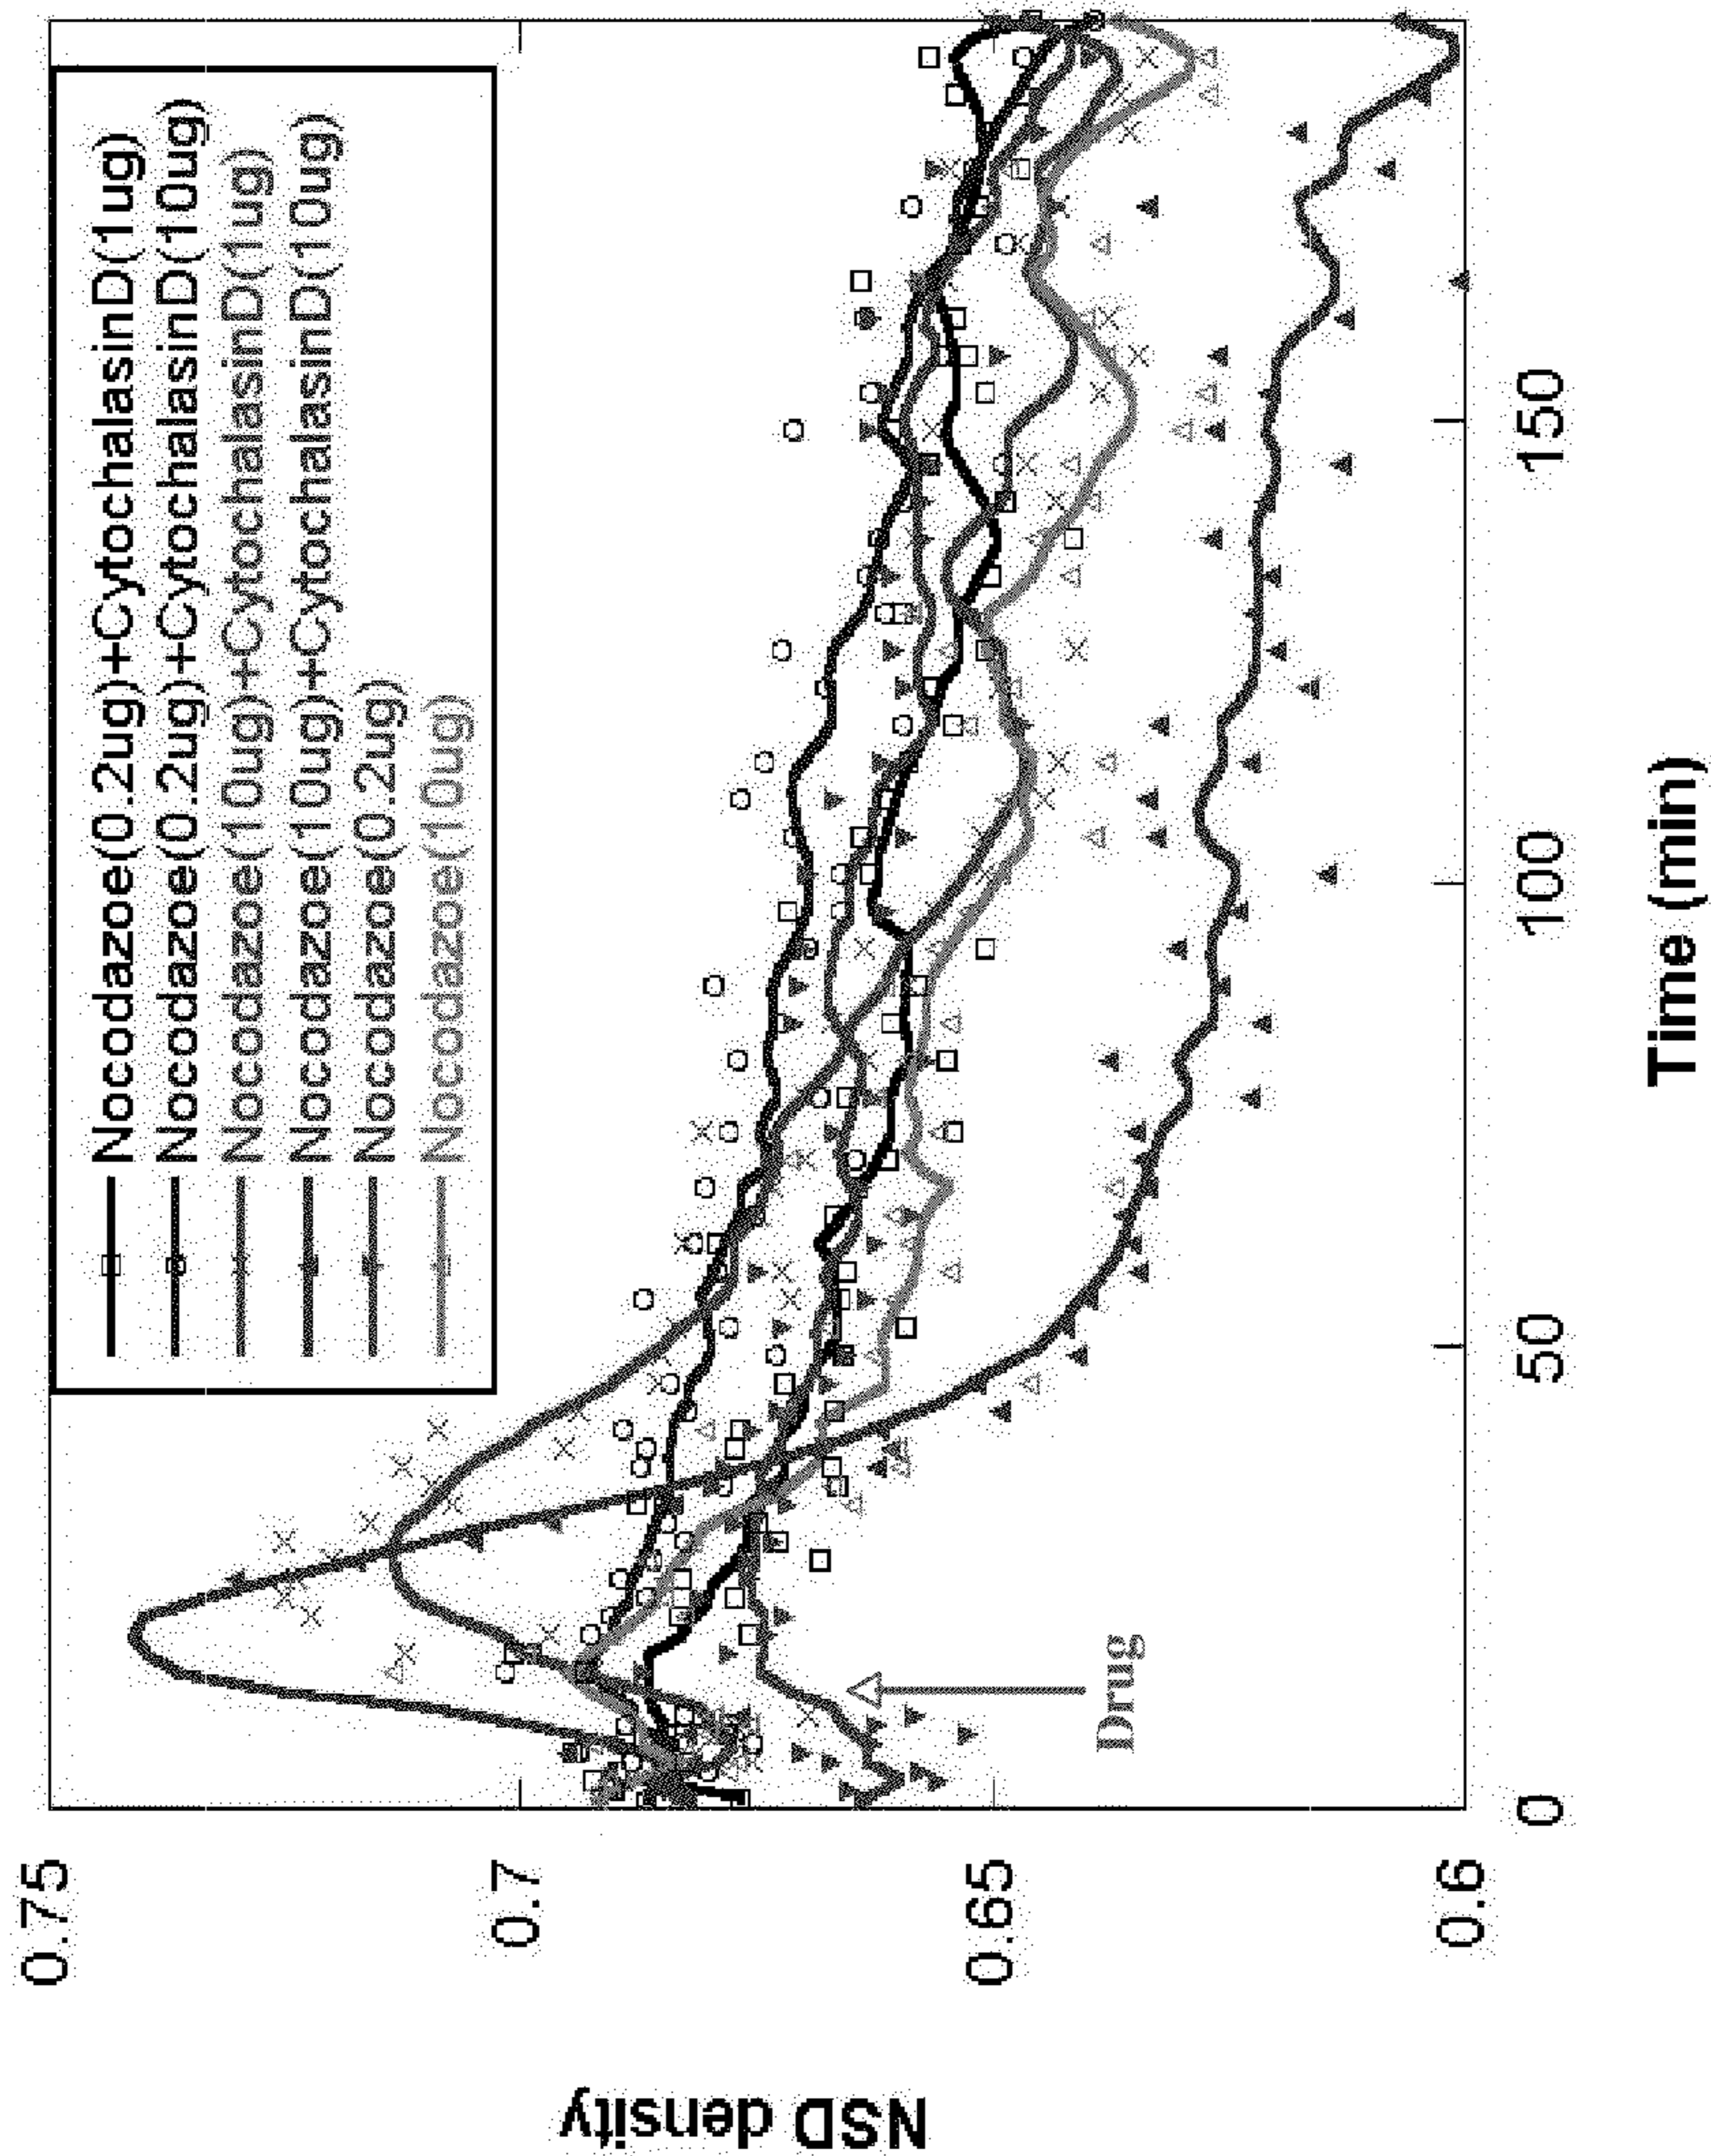 NSD density
0.75
0.7
0.65
0.6
Nocodazoe(0.2ug)+CytochalasinD(1ug)
Nocodazoe(0.2ug)+CytochalasinD(10ug)
Nocodazoe(10ug)+CytochalasinD(1ug)
Nocodazoe(10ug)+CytochalasinD(10ug)
Nocodazoe(0.2ug)
Nocodazoe(10ug)
Drug
0
50
100
150
Time (min)